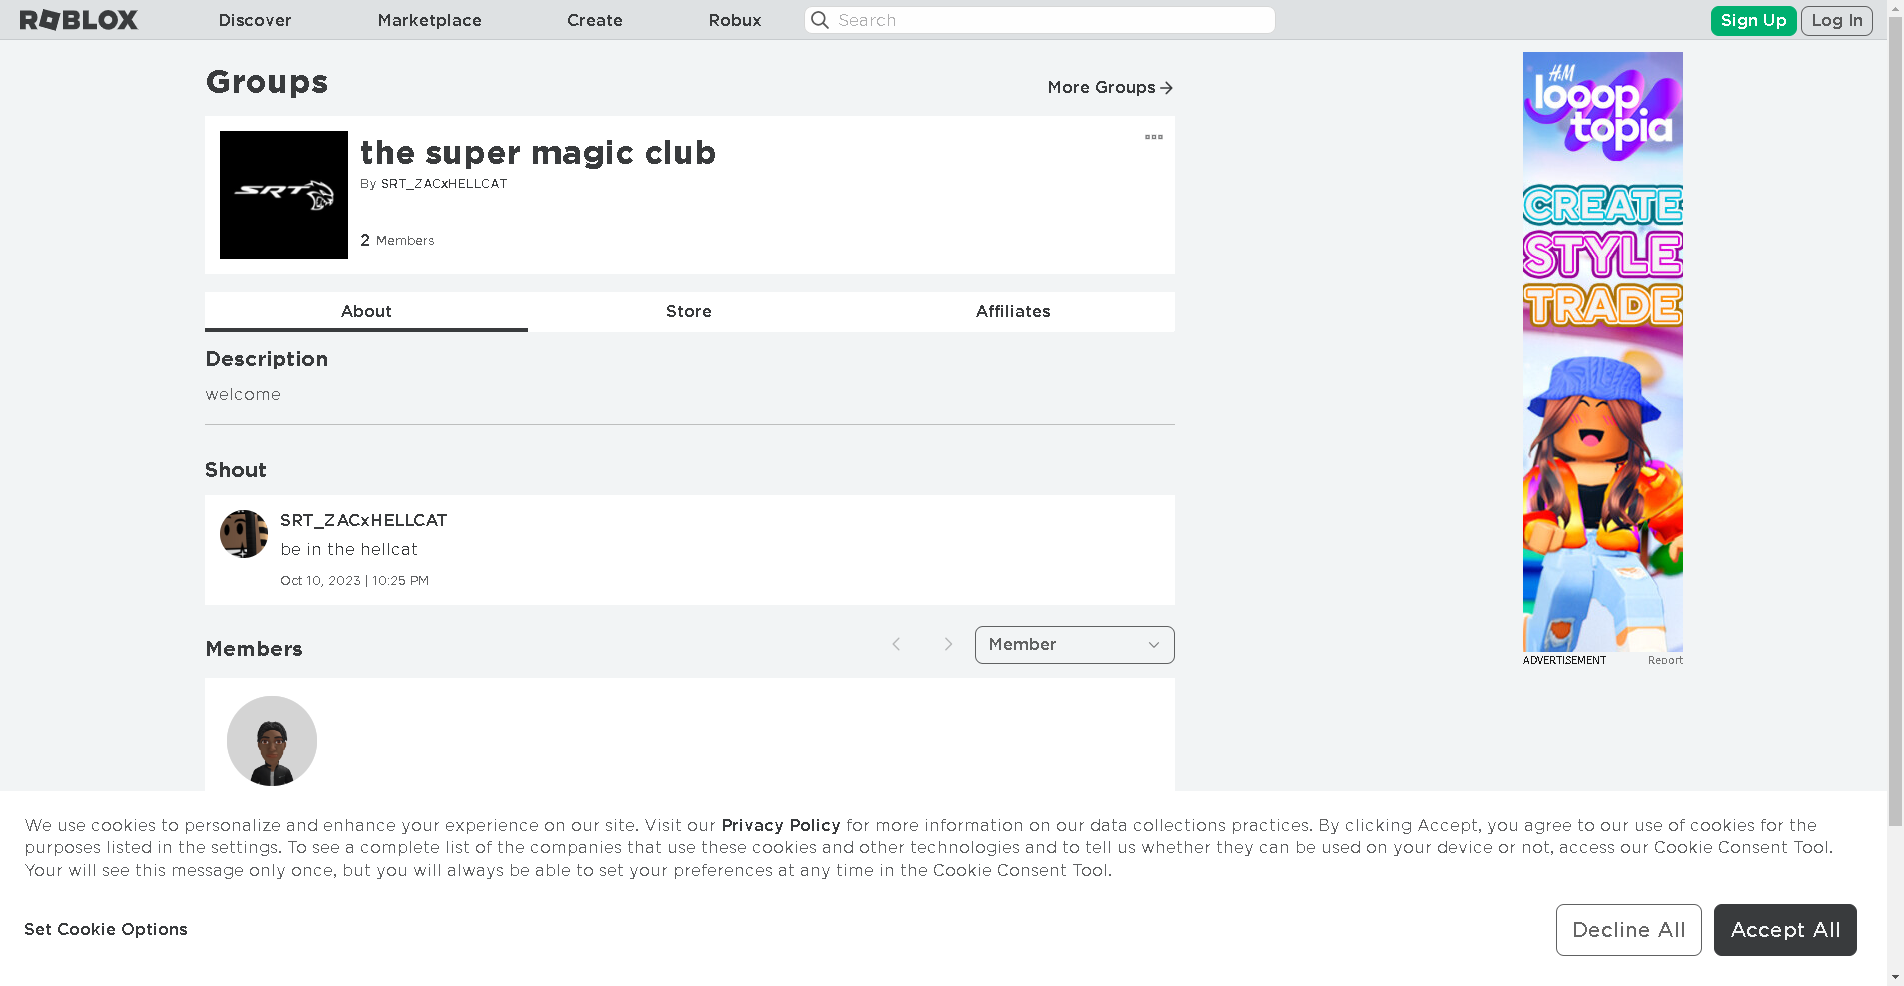 ROBLOX Discover Marketplace Create Robux Search Sign Up Log In
Groups
More Groups
SRT
the super magic club
By SRT_ZACxHELLCAT
2 Members
About Store Affiliates
Description
welcome
Shout
SRT_ZACxHELLCAT
be in the hellcat
Oct 10, 2023 | 10:25 PM
Members
Member
H&M
looop
topia
CREATE
STYLE
TRADE
ADVERTISEMENT Report
We use cookies to personalize and enhance your experience on our site. Visit our Privacy Policy for more information on our data collections practices. By clicking Accept, you agree to our use of cookies for the
purposes listed in the settings. To see a complete list of the companies that use these cookies and other technologies and to tell us whether they can be used on your device or not, access our Cookie Consent Tool.
Your will see this message only once, but you will always be able to set your preferences at any time in the Cookie Consent Tool.
Set Cookie Options
Decline All
Accept All